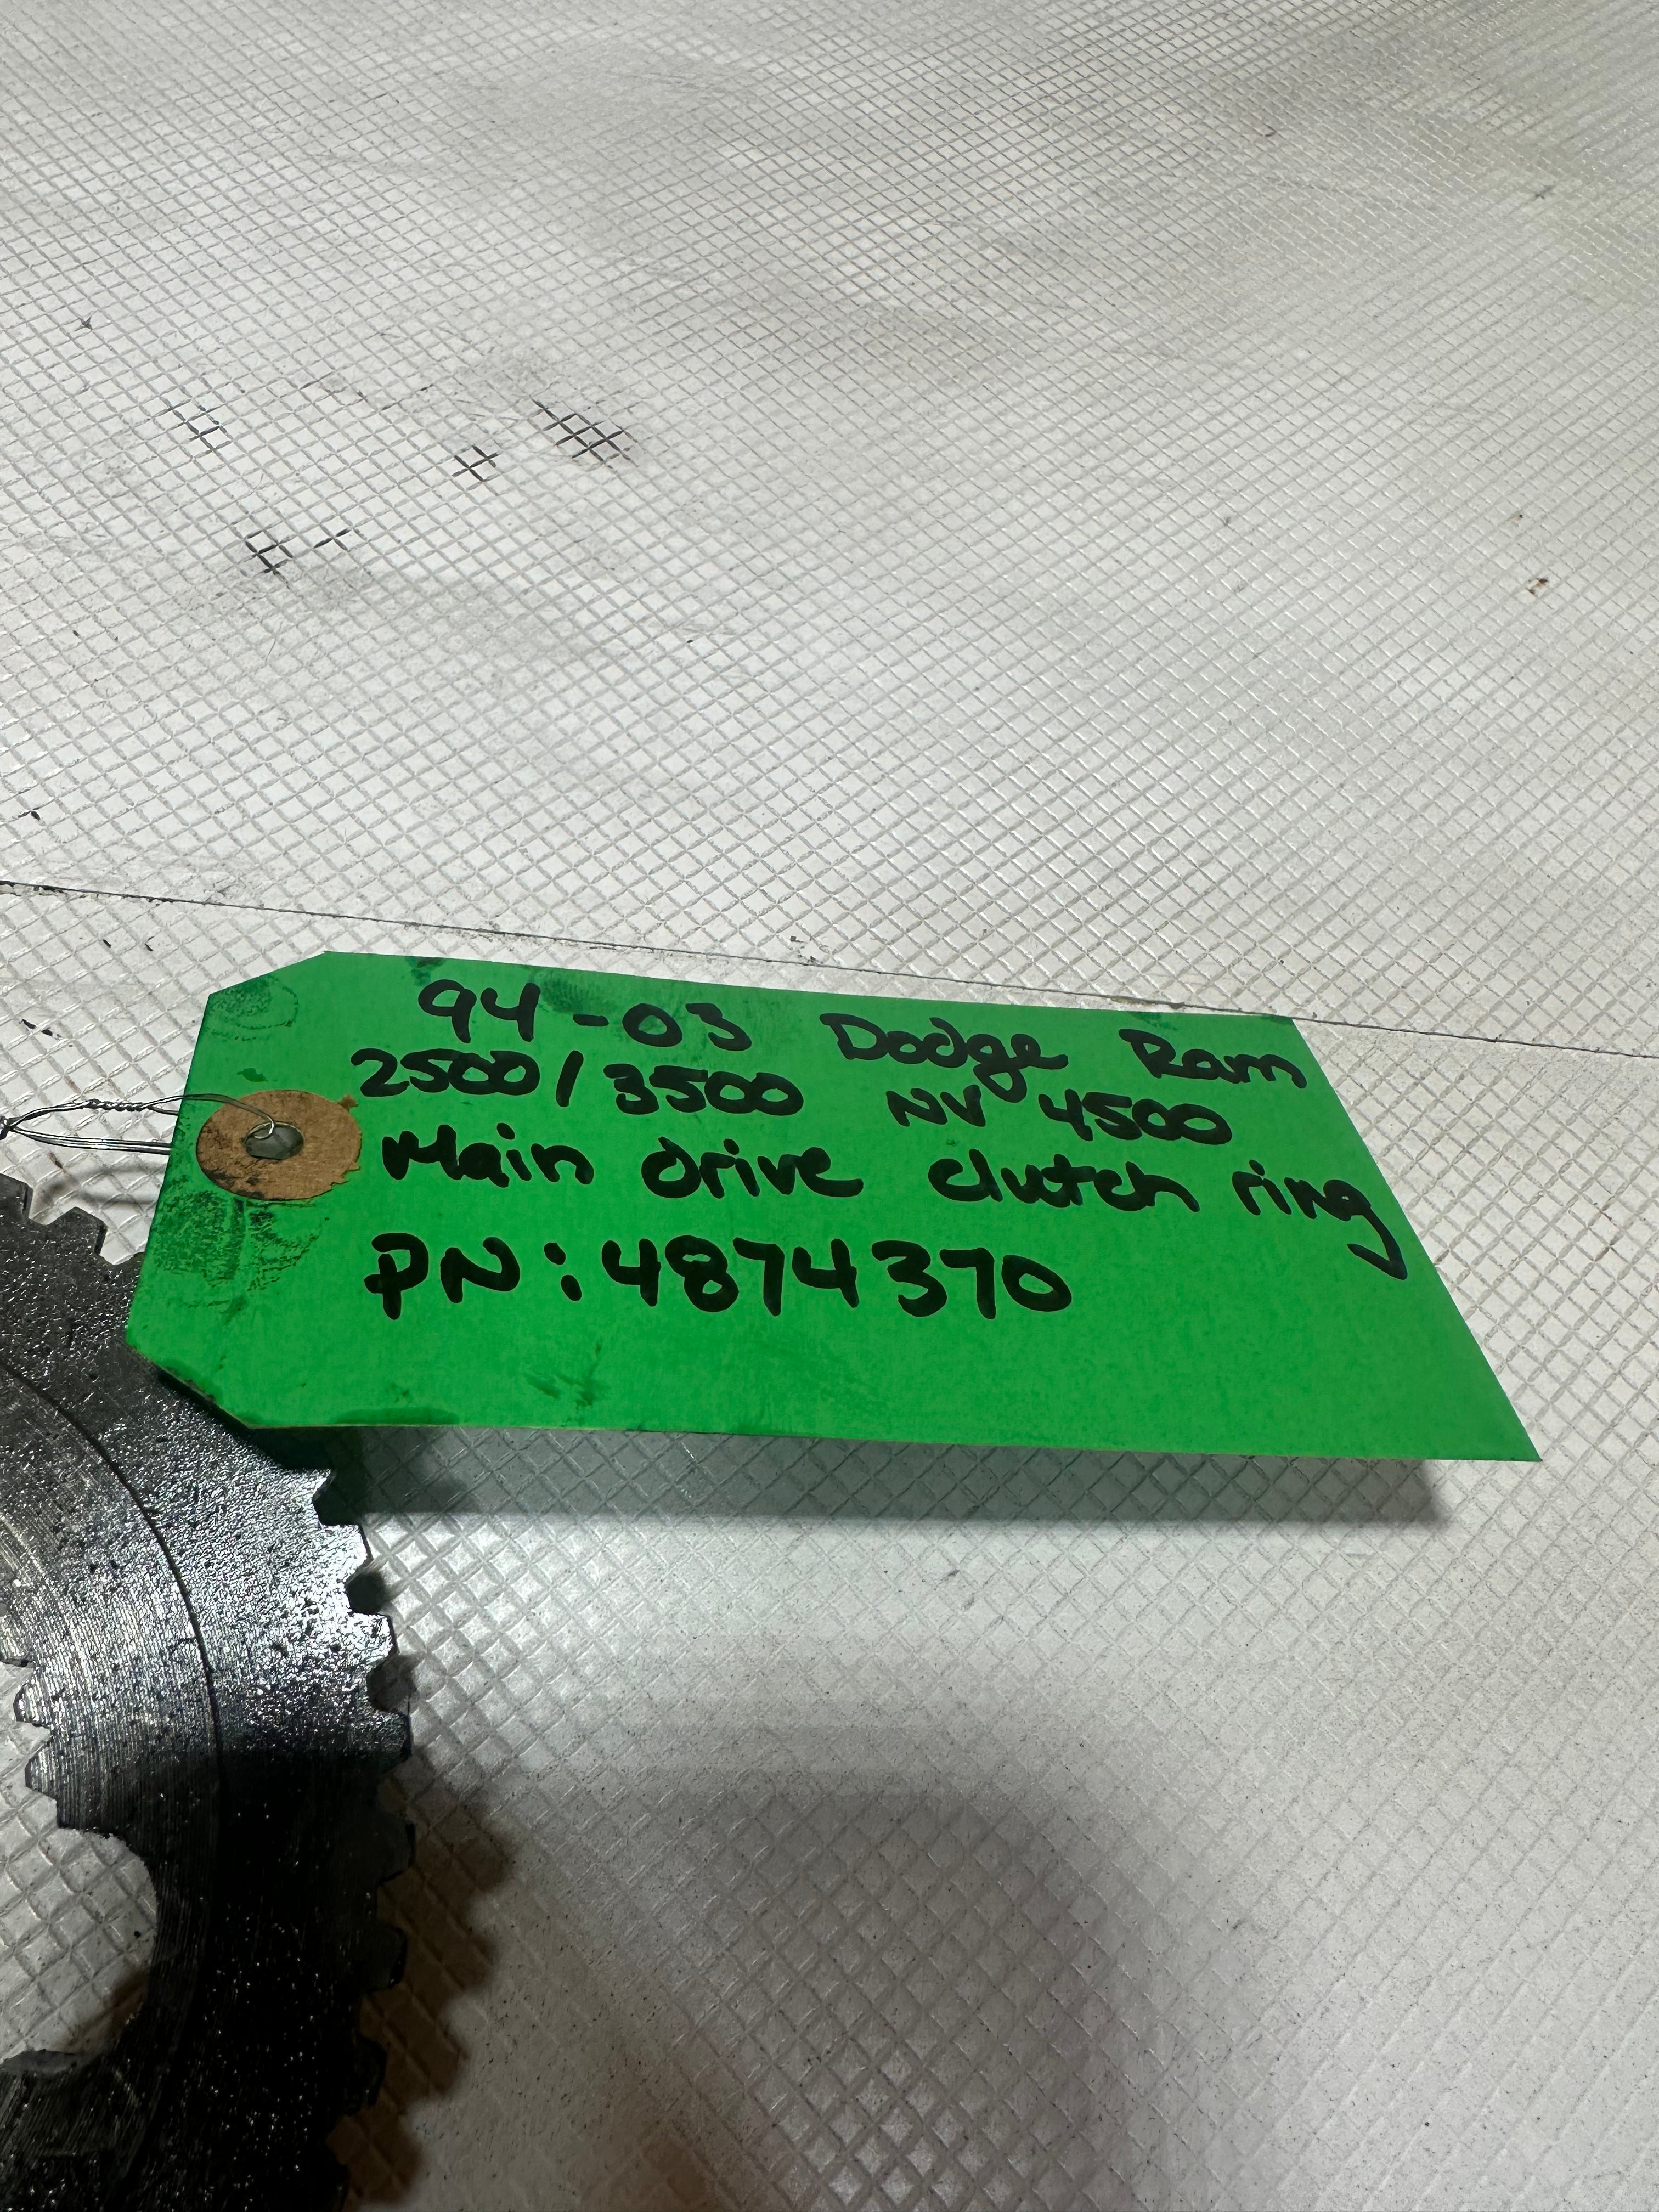 94-03 Dodge Ram
2500/3500 NV 4500
Main drive clutch ring
PN: 4874370